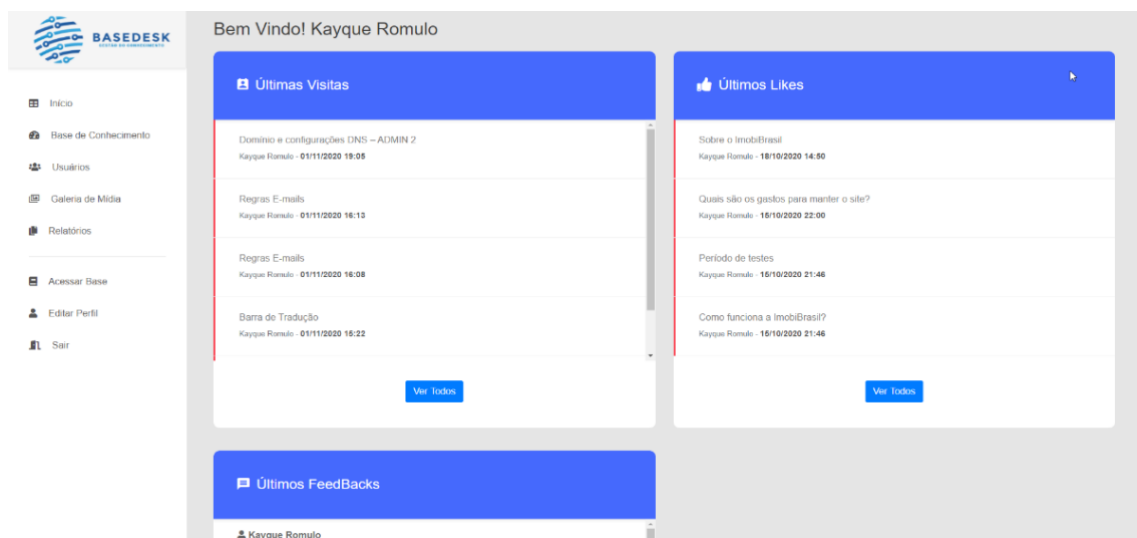 BASEDESK
GESTÃO DO CONHECIMENTO
Início
Base de Conhecimento
Usuários
Galeria de Mídia
Relatórios
Acessar Base
Editar Perfil
Sair
Bem Vindo! Kayque Romulo
Últimas Visitas
Domínio e configurações DNS – ADMIN 2
Kayque Romulo - 01/11/2020 19:05
Regras E-mails
Kayque Romulo - 01/11/2020 16:13
Regras E-mails
Kayque Romulo - 01/11/2020 16:08
Barra de Tradução
Kayque Romulo - 01/11/2020 15:22
Ver Todos
Últimos Likes
Sobre o ImobiBrasil
Kayque Romulo - 18/10/2020 14:50
Quais são os gastos para manter o site?
Kayque Romulo - 15/10/2020 22:00
Período de testes
Kayque Romulo - 15/10/2020 21:46
Como funciona a ImobiBrasil?
Kayque Romulo - 15/10/2020 21:46
Ver Todos
Últimos FeedBacks
Kayque Romulo